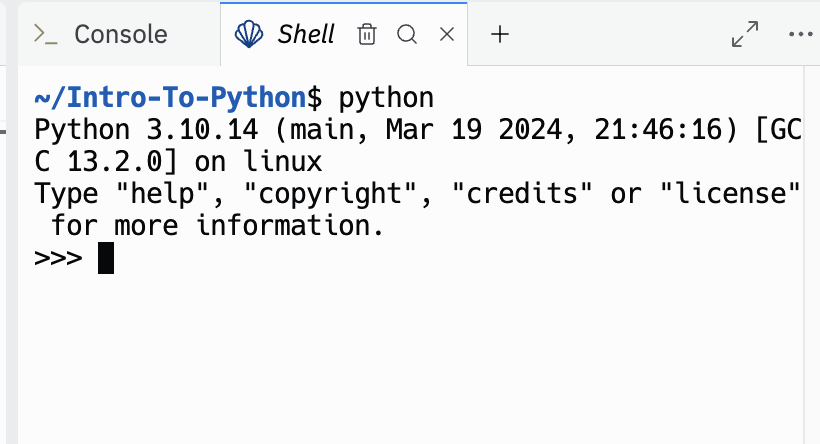 Console
Shell
~/Intro-To-Python$ python
Python 3.10.14 (main, Mar 19 2024, 21:46:16) [GC
C 13.2.0] on linux
Type "help", "copyright", "credits" or "license"
 for more information.
>>>